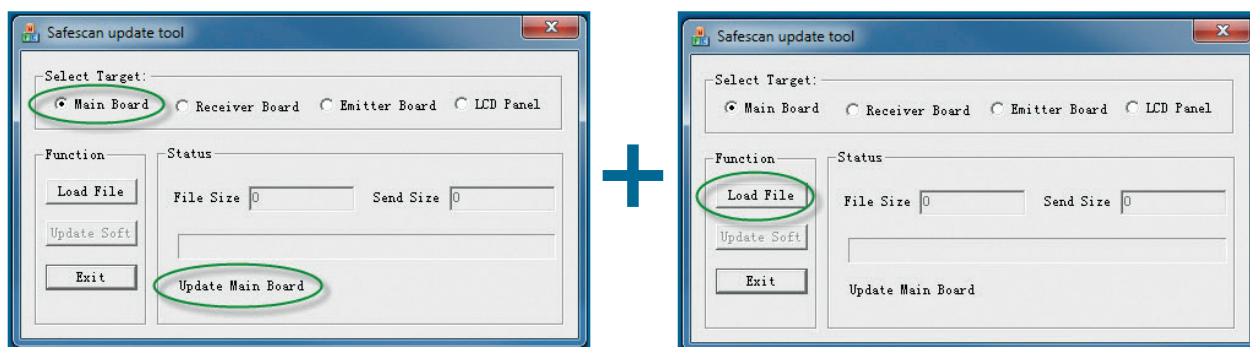 Safescan update tool
Select Target:
Main Board Receiver Board Emitter Board LCD Panel
Function
Status
Load File
File Size 0 Send Size 0
Update Soft
Exit
Update Main Board
+
Safescan update tool
Select Target:
Main Board Receiver Board Emitter Board LCD Panel
Function
Status
Load File
File Size 0 Send Size 0
Update Soft
Exit
Update Main Board